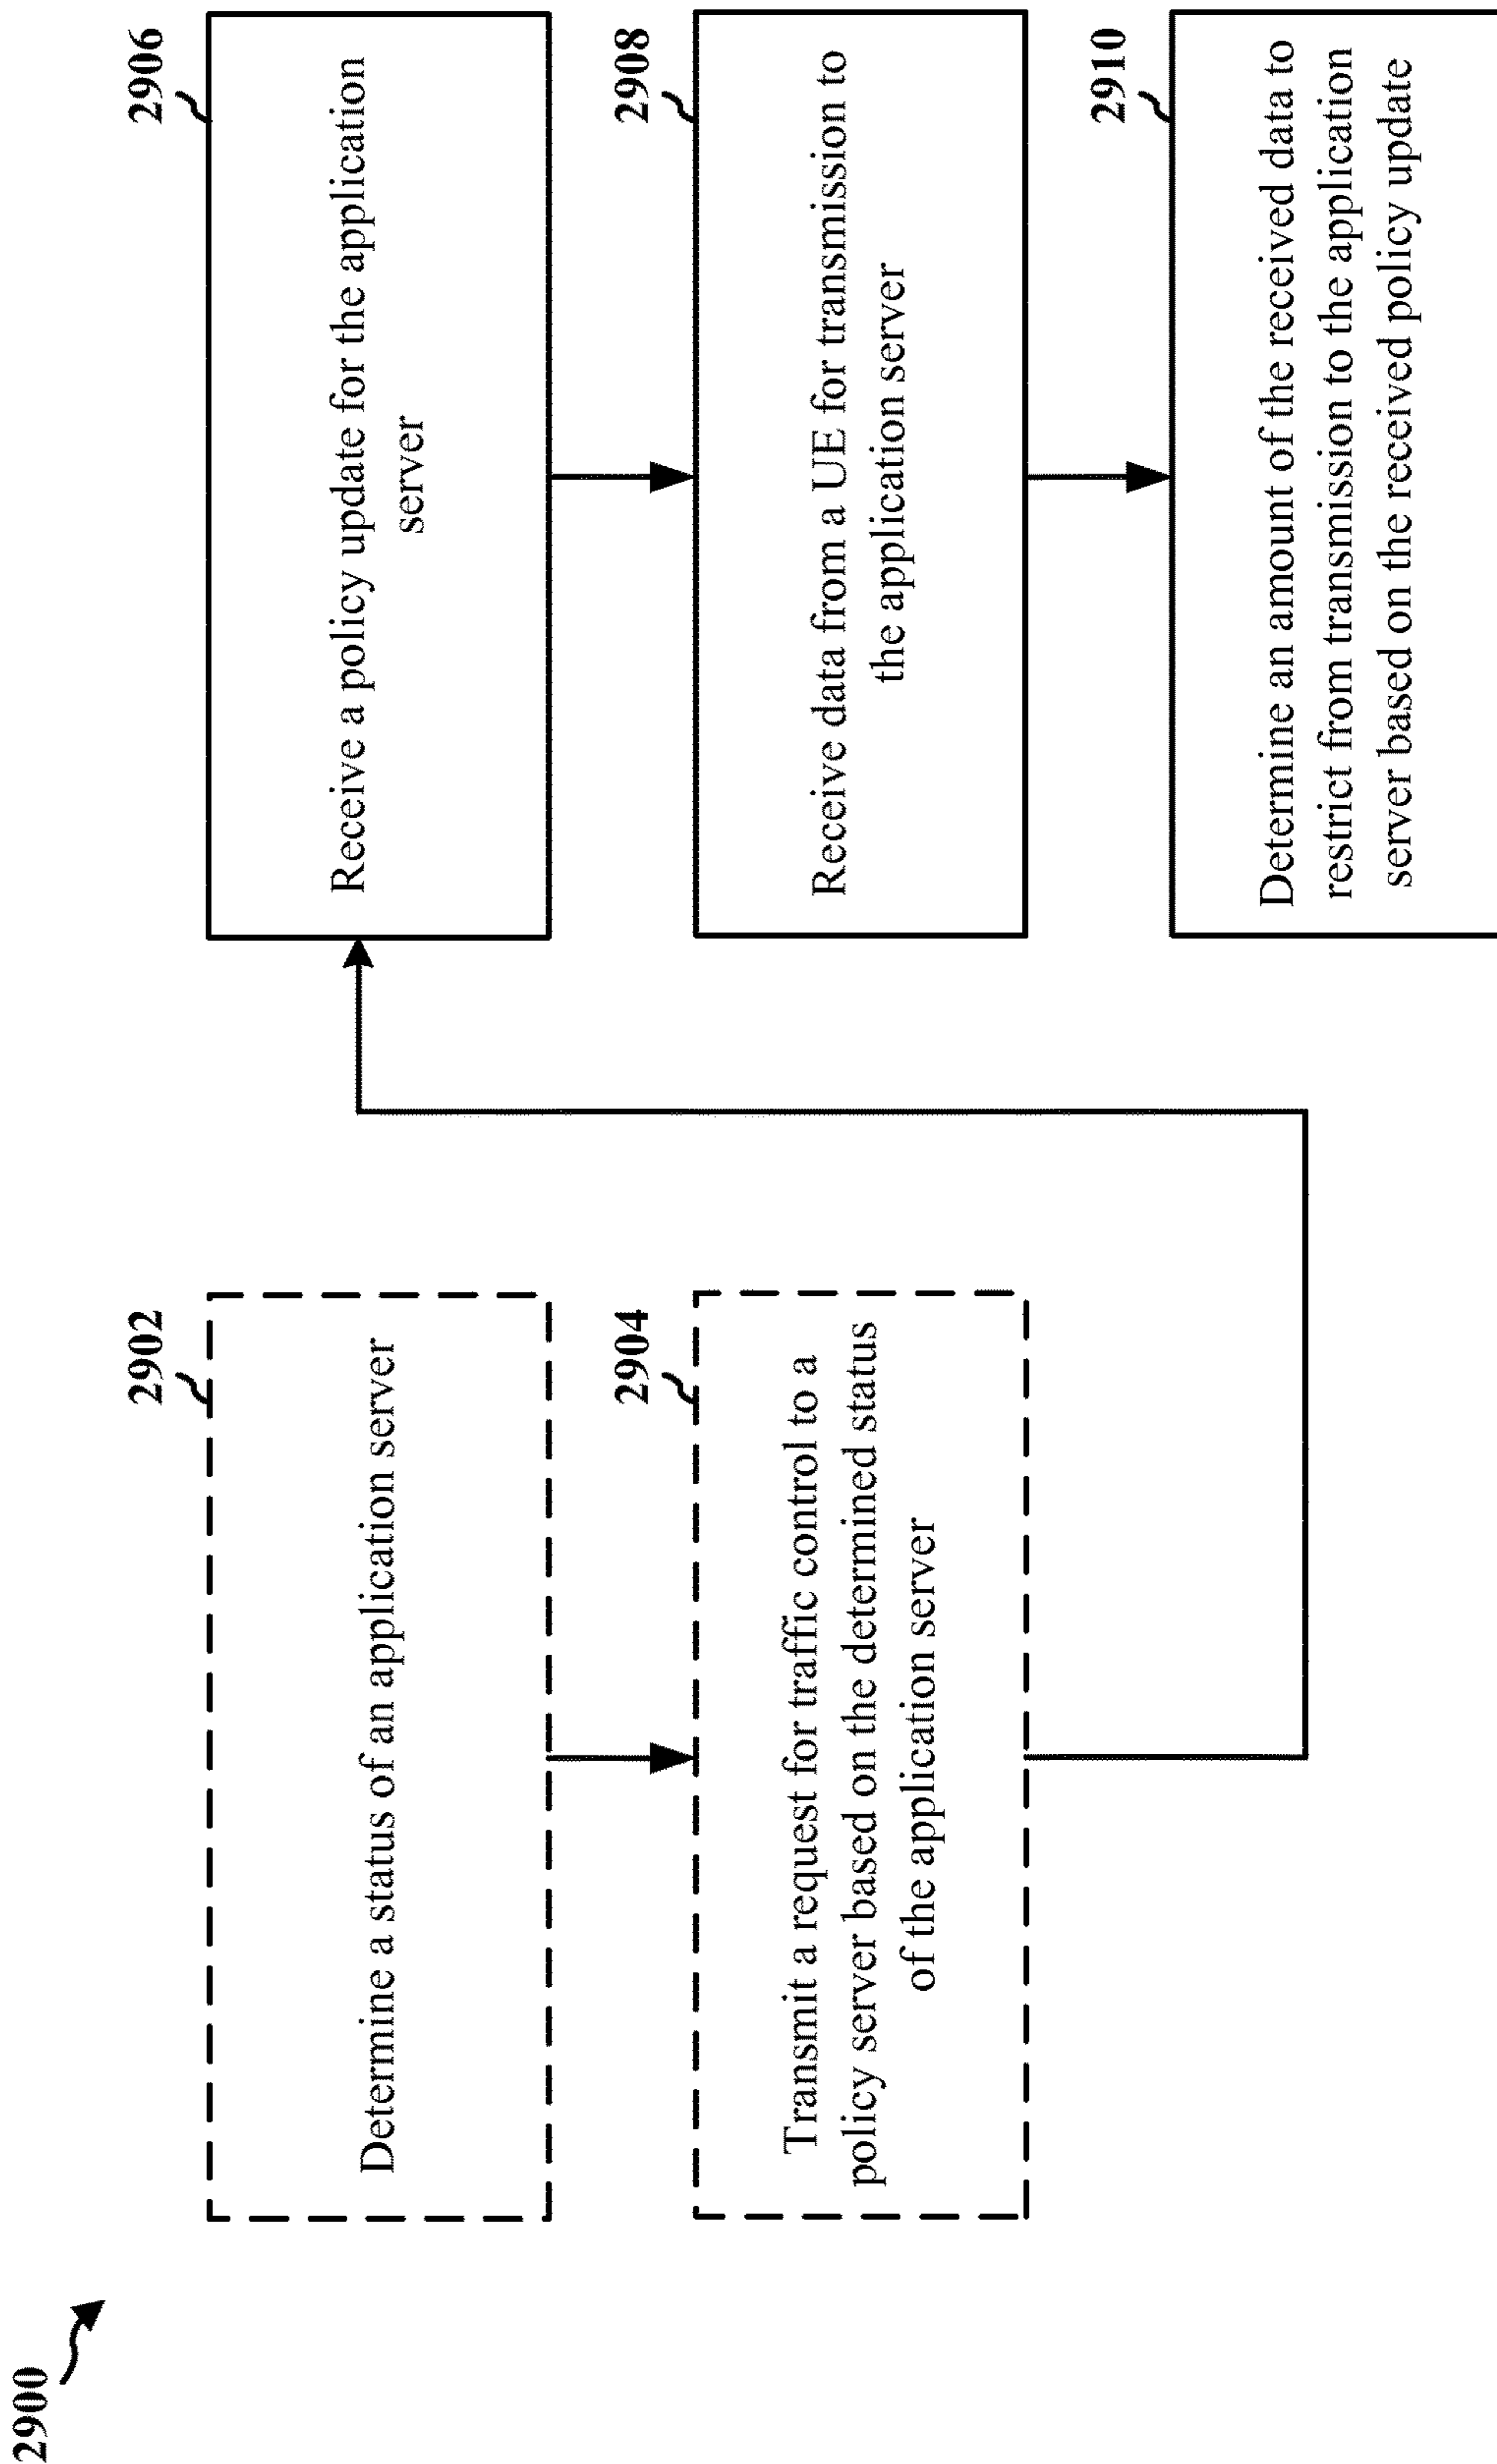 2900
2902
Determine a status of an application server
2904
Transmit a request for traffic control to a
policy server based on the determined status
of the application server
2906
Receive a policy update for the application
server
2908
Receive data from a UE for transmission to
the application server
2910
Determine an amount of the received data to
restrict from transmission to the application
server based on the received policy update